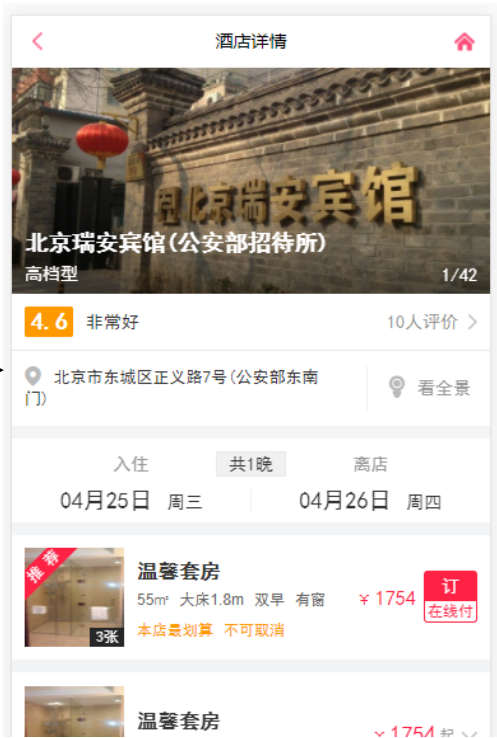 酒店详情
北京瑞安宾馆
北京瑞安宾馆(公安部招待所)
高档型
1/42
4.6 非常好 10人评价
北京市东城区正义路7号(公安部东南
门)
看全景
入住 共1晚 离店
04月25日 周三 04月26日 周四
推荐
3张
温馨套房
55㎡ 大床1.8m 双早 有窗
本店最划算 不可取消
¥ 1754
订
在线付
温馨套房
¥ 1754 起